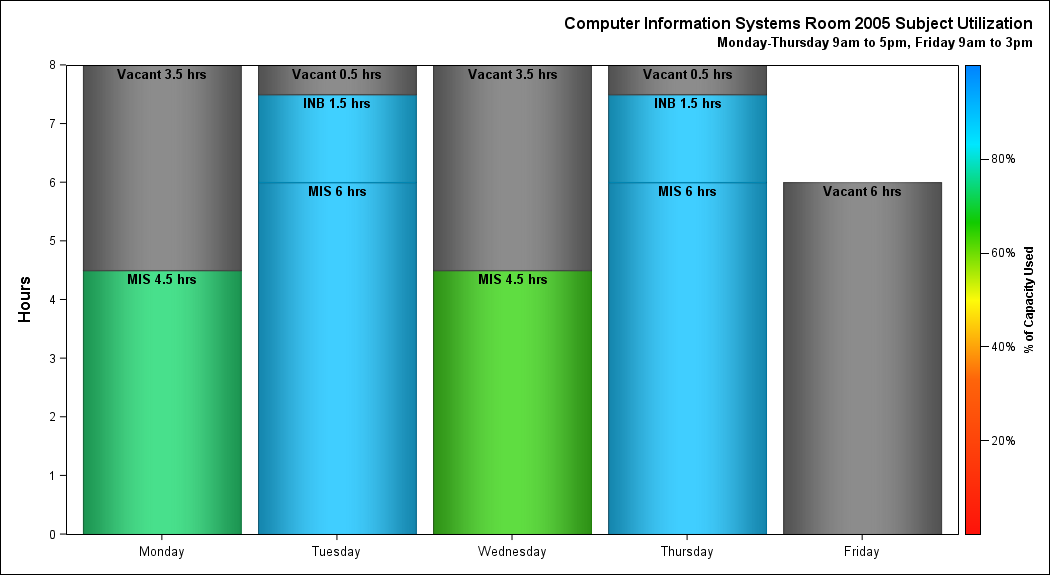 Computer Information Systems Room 2005 Subject Utilization
Monday-Thursday 9am to 5pm, Friday 9am to 3pm
Hours
8
7
6
5
4
3
2
1
0
Vacant 3.5 hrs
MIS 4.5 hrs
Vacant 0.5 hrs
INB 1.5 hrs
MIS 6 hrs
Vacant 3.5 hrs
MIS 4.5 hrs
Vacant 0.5 hrs
INB 1.5 hrs
MIS 6 hrs
Vacant 6 hrs
Monday
Tuesday
Wednesday
Thursday
Friday
80%
60%
40%
20%
% of Capacity Used